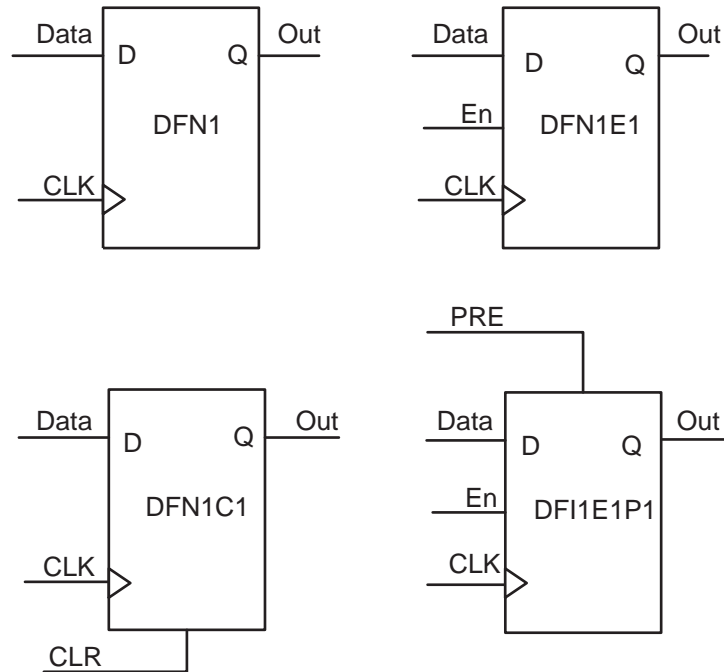 Data
D
Q
Out
DFN1
CLK
Data
D
Q
Out
En
DFN1E1
CLK
Data
D
Q
Out
DFN1C1
CLK
CLR
PRE
Data
D
Q
Out
En
DFI1E1P1
CLK